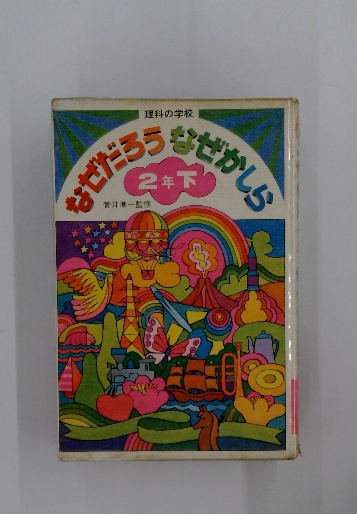 理科の学校
なぜだろうなぜかしら
2年下
菅井準一監修